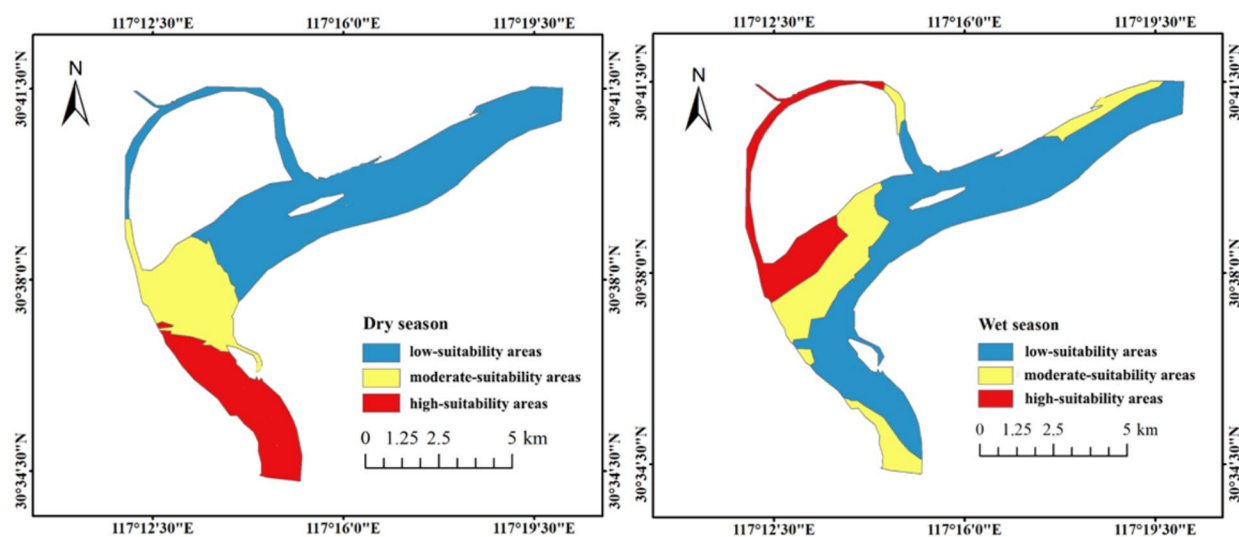 117°12'30"E 117°16'0"E 117°19'30"E
30°41'30"N
30°38'0"N
30°34'30"N
N
Dry season
low-suitability areas
moderate-suitability areas
high-suitability areas
0 1.25 2.5 5 km
30°41'30"N
30°38'0"N
30°34'30"N
117°12'30"E 117°16'0"E 117°19'30"E
117°12'30"E 117°16'0"E 117°19'30"E
30°41'30"N
30°38'0"N
30°34'30"N
N
Wet season
low-suitability areas
moderate-suitability areas
high-suitability areas
0 1.25 2.5 5 km
30°41'30"N
30°38'0"N
30°34'30"N
117°12'30"E 117°16'0"E 117°19'30"E